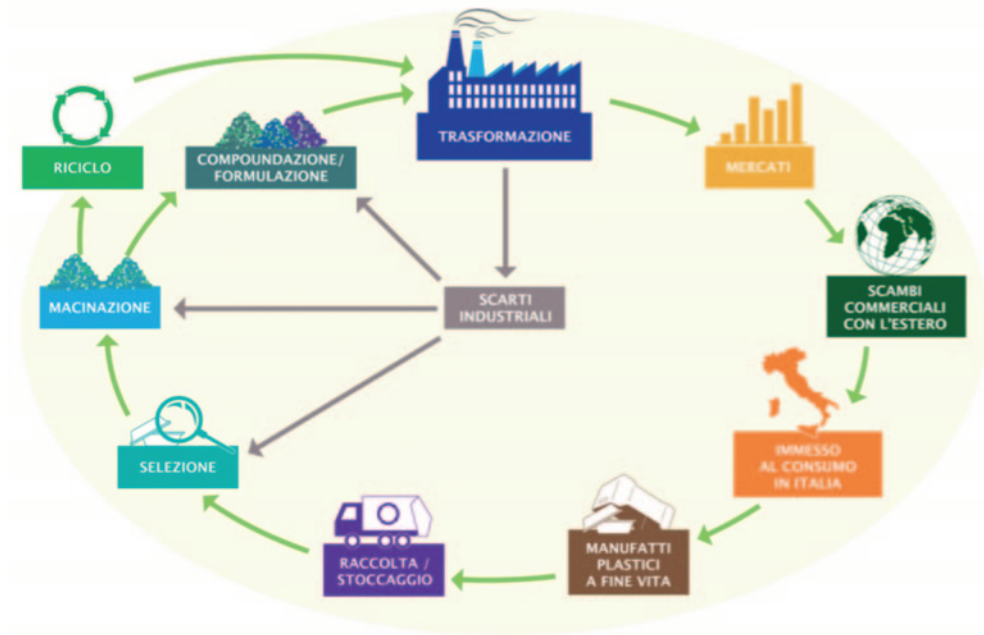 TRASFORMAZIONE
MERCATI
SCAMBI
COMMERCIALI
CON L'ESTERO
IMMESSO
AL CONSUMO
IN ITALIA
MANUFATTI
PLASTICI
A FINE VITA
RACCOLTA /
STOCCAGGIO
SELEZIONE
MACINAZIONE
RICICLO
COMPOUNDAZIONE/
FORMULAZIONE
SCARTI
INDUSTRIALI